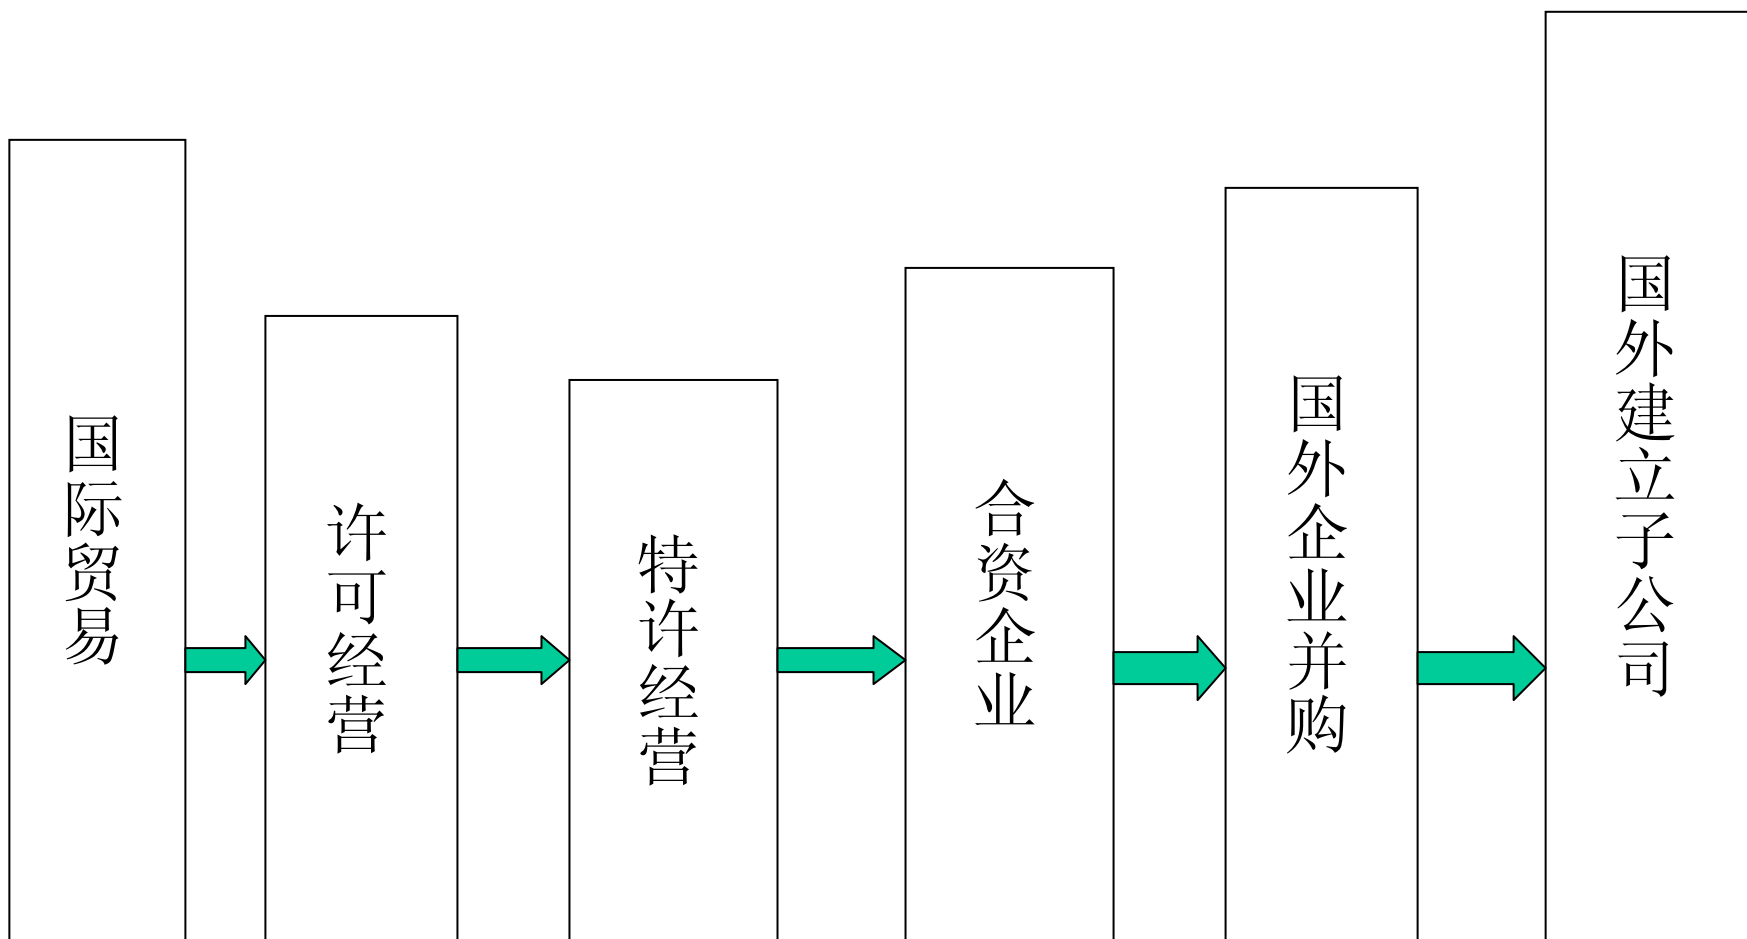 国际贸易
许可经营
特许经营
合资企业
国外企业并购
国外建立子公司